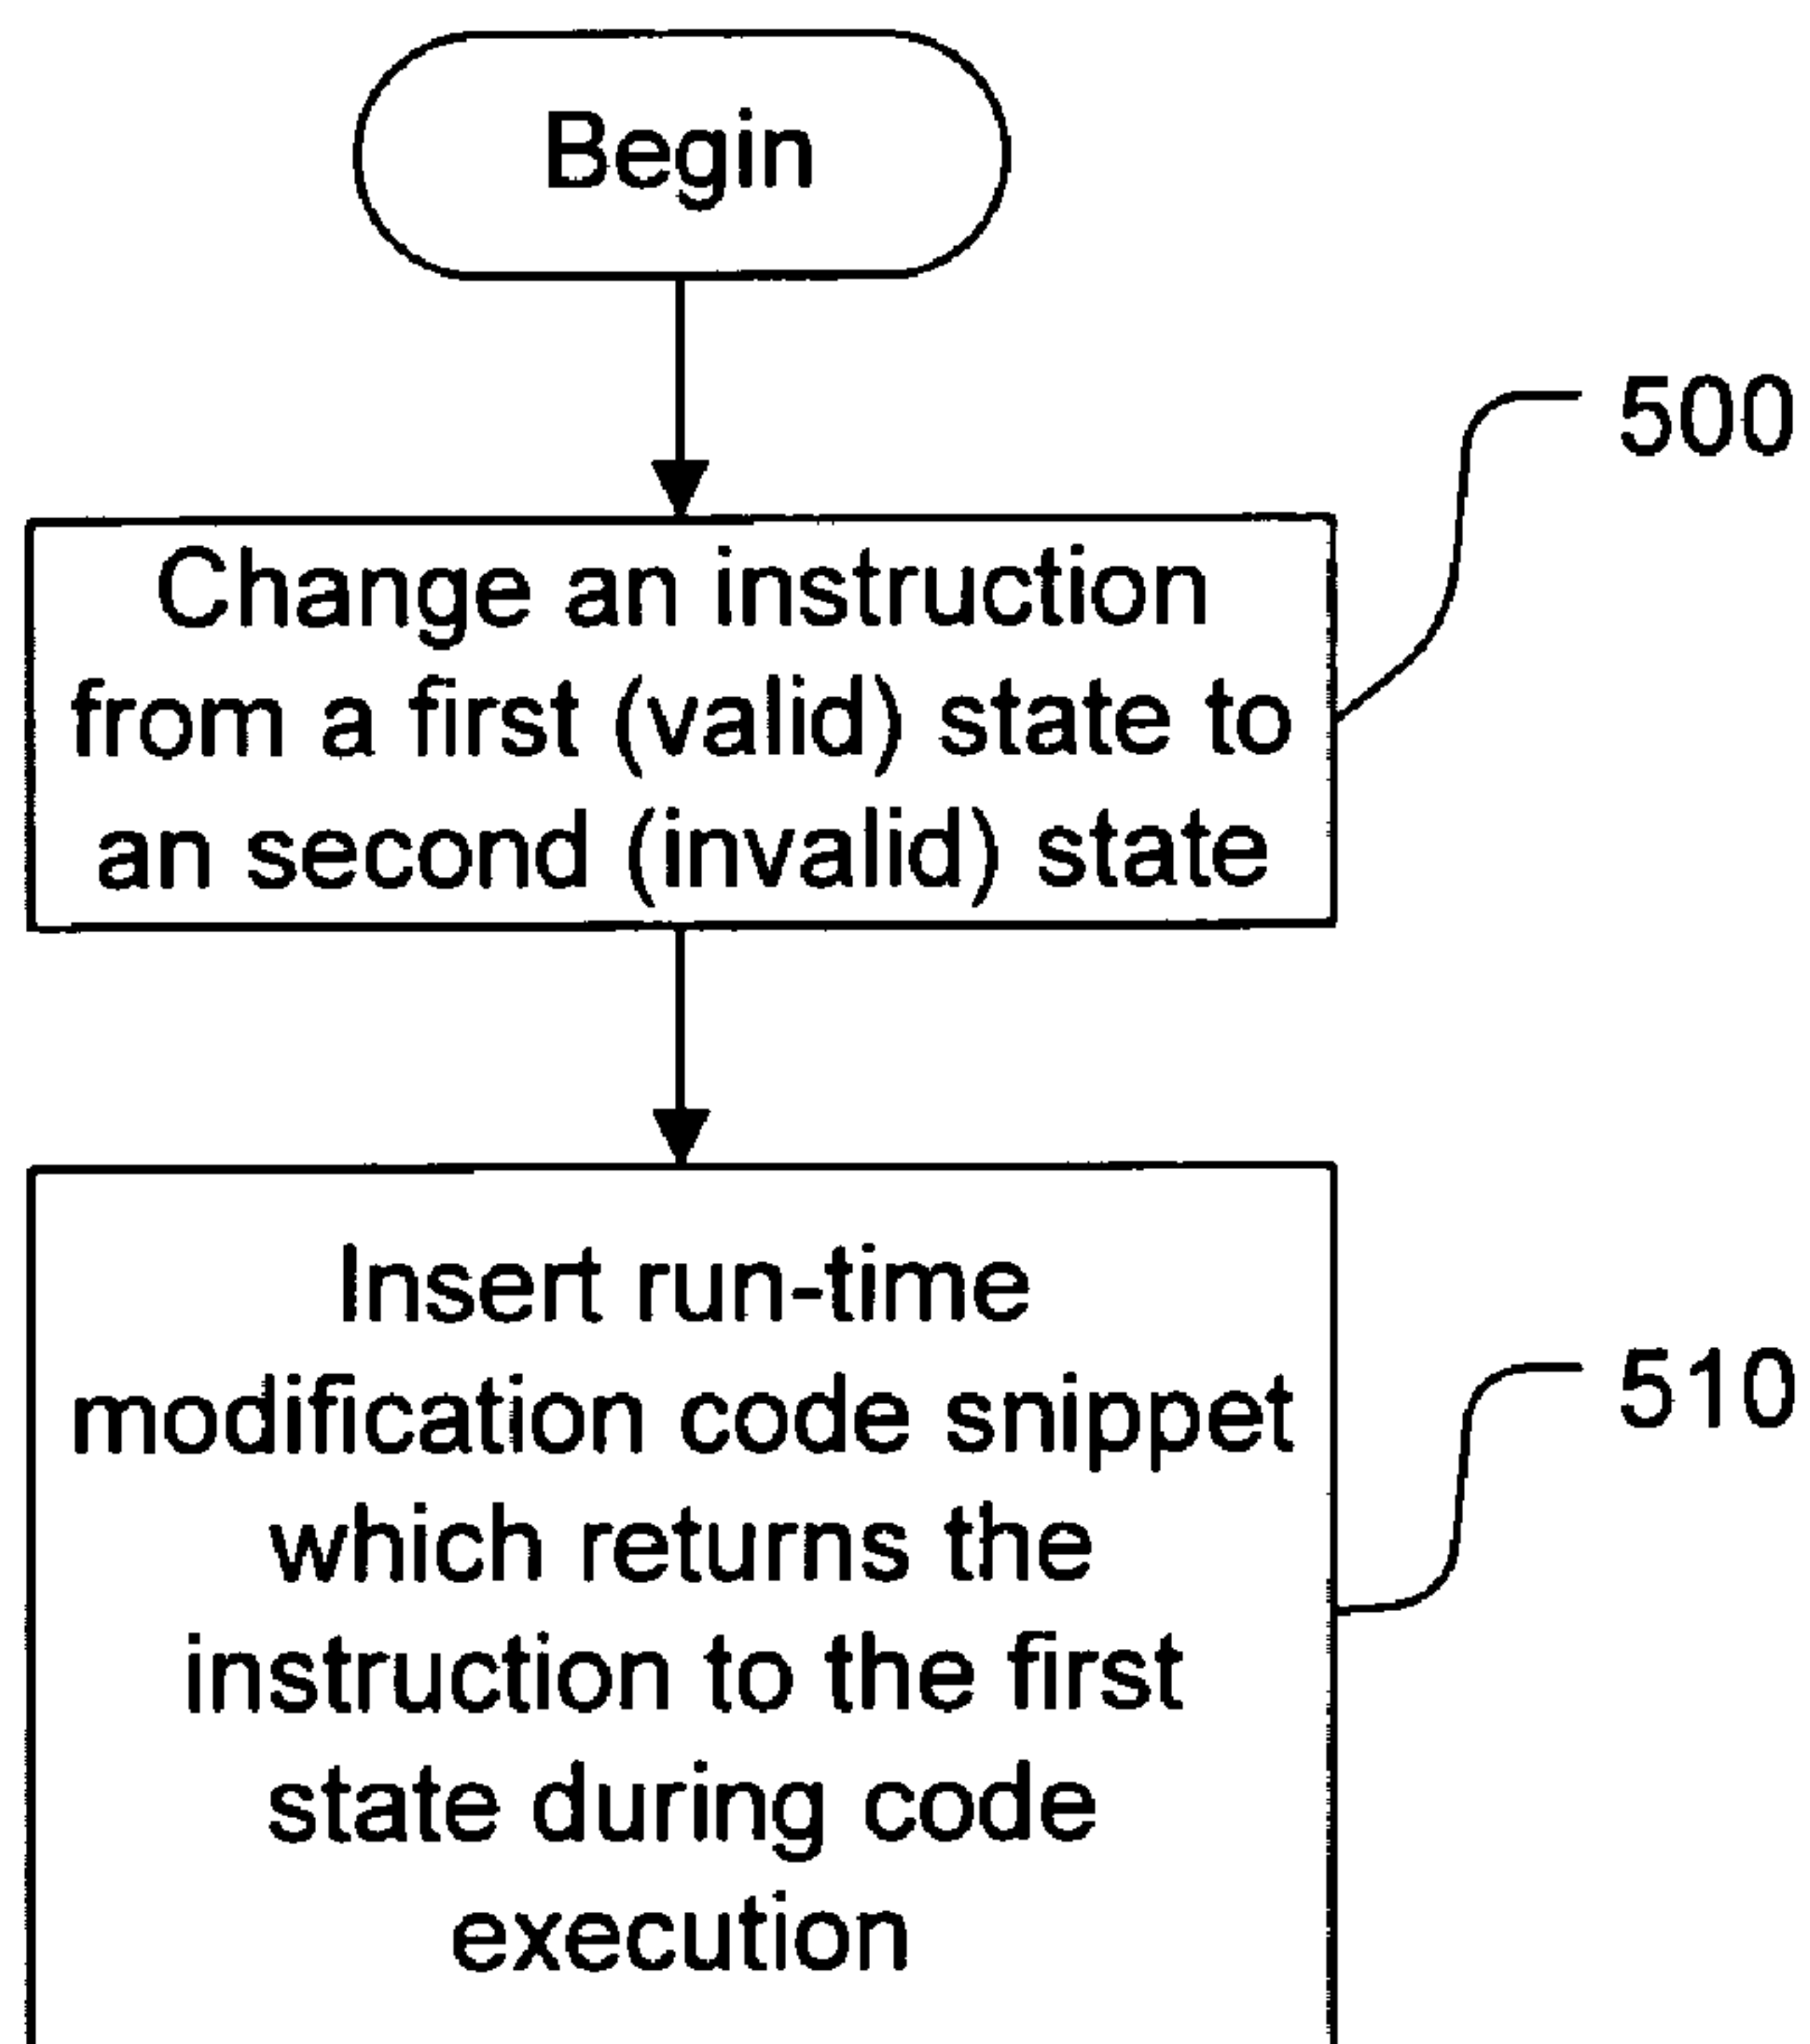 Begin
500
Change an instruction
from a first (valid) state to
an second (invalid) state
Insert run-time
510
modification code snippet
which returns the
instruction to the first
state during code
execution